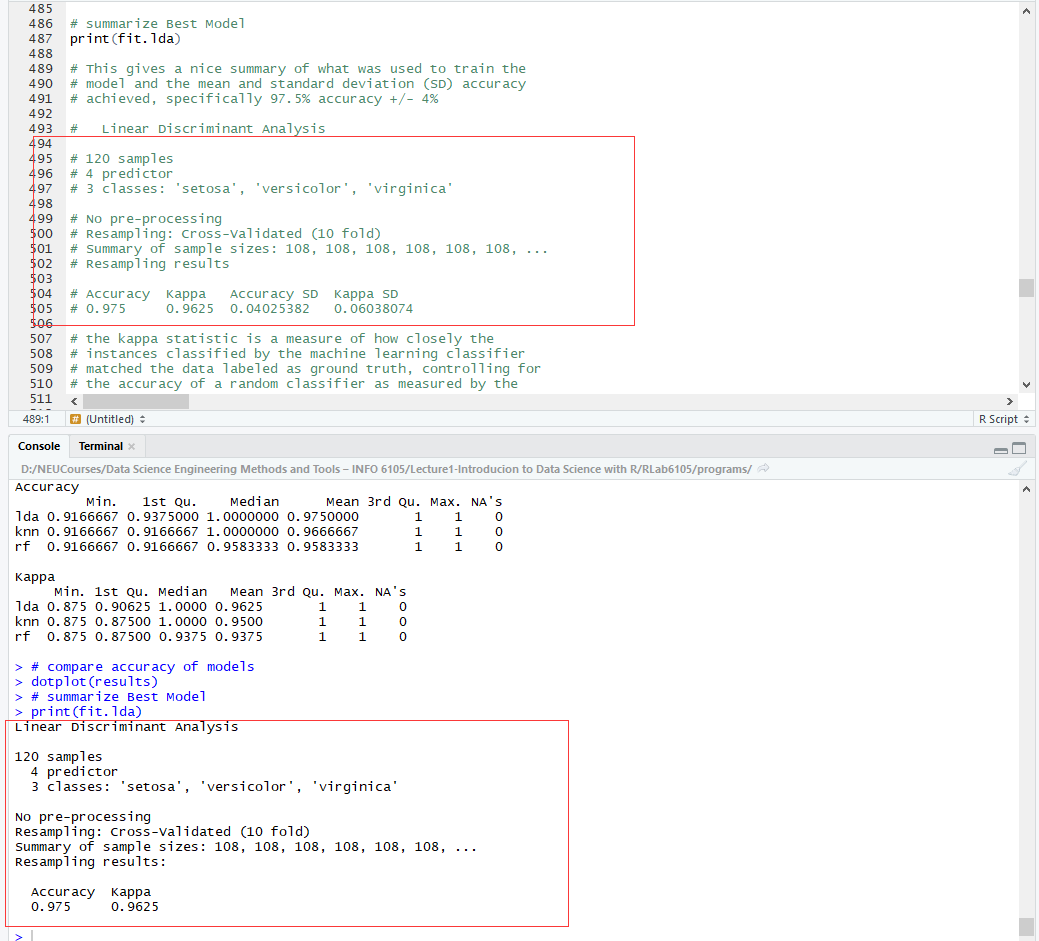 485
486 # summarize Best Model
487 print(fit.lda)
488
489 # This gives a nice summary of what was used to train the
490 # model and the mean and standard deviation (SD) accuracy
491 # achieved, specifically 97.5% accuracy +/- 4%
492
493 #   Linear Discriminant Analysis
494
495 # 120 samples
496 # 4 predictor
497 # 3 classes: 'setosa', 'versicolor', 'virginica'
498
499 # No pre-processing
500 # Resampling: Cross-Validated (10 fold)
501 # Summary of sample sizes: 108, 108, 108, 108, 108, 108, ...
502 # Resampling results
503
504 # Accuracy  Kappa   Accuracy SD  Kappa SD
505 # 0.975     0.9625  0.04025382   0.06038074
506
507 # the kappa statistic is a measure of how closely the
508 # instances classified by the machine learning classifier
509 # matched the data labeled as ground truth, controlling for
510 # the accuracy of a random classifier as measured by the
511
489:1 # (Untitled) R Script
Console Terminal
D:/NEUCourses/Data Science Engineering Methods and Tools – INFO 6105/Lecture1-Introducion to Data Science with R/RLab6105/programs/
Accuracy
         Min.   1st Qu.    Median      Mean 3rd Qu. Max. NA's
lda 0.9166667 0.9375000 1.0000000 0.9750000       1    1    0
knn 0.9166667 0.9166667 1.0000000 0.9666667       1    1    0
rf  0.9166667 0.9166667 0.9583333 0.9583333       1    1    0
Kappa
     Min. 1st Qu. Median   Mean 3rd Qu. Max. NA's
lda 0.875 0.90625 1.0000 0.9625       1    1    0
knn 0.875 0.87500 1.0000 0.9500       1    1    0
rf  0.875 0.87500 0.9375 0.9375       1    1    0
> # compare accuracy of models
> dotplot(results)
> # summarize Best Model
> print(fit.lda)
Linear Discriminant Analysis
120 samples
  4 predictor
  3 classes: 'setosa', 'versicolor', 'virginica'
No pre-processing
Resampling: Cross-Validated (10 fold)
Summary of sample sizes: 108, 108, 108, 108, 108, 108, ...
Resampling results:
  Accuracy  Kappa
  0.975     0.9625
>